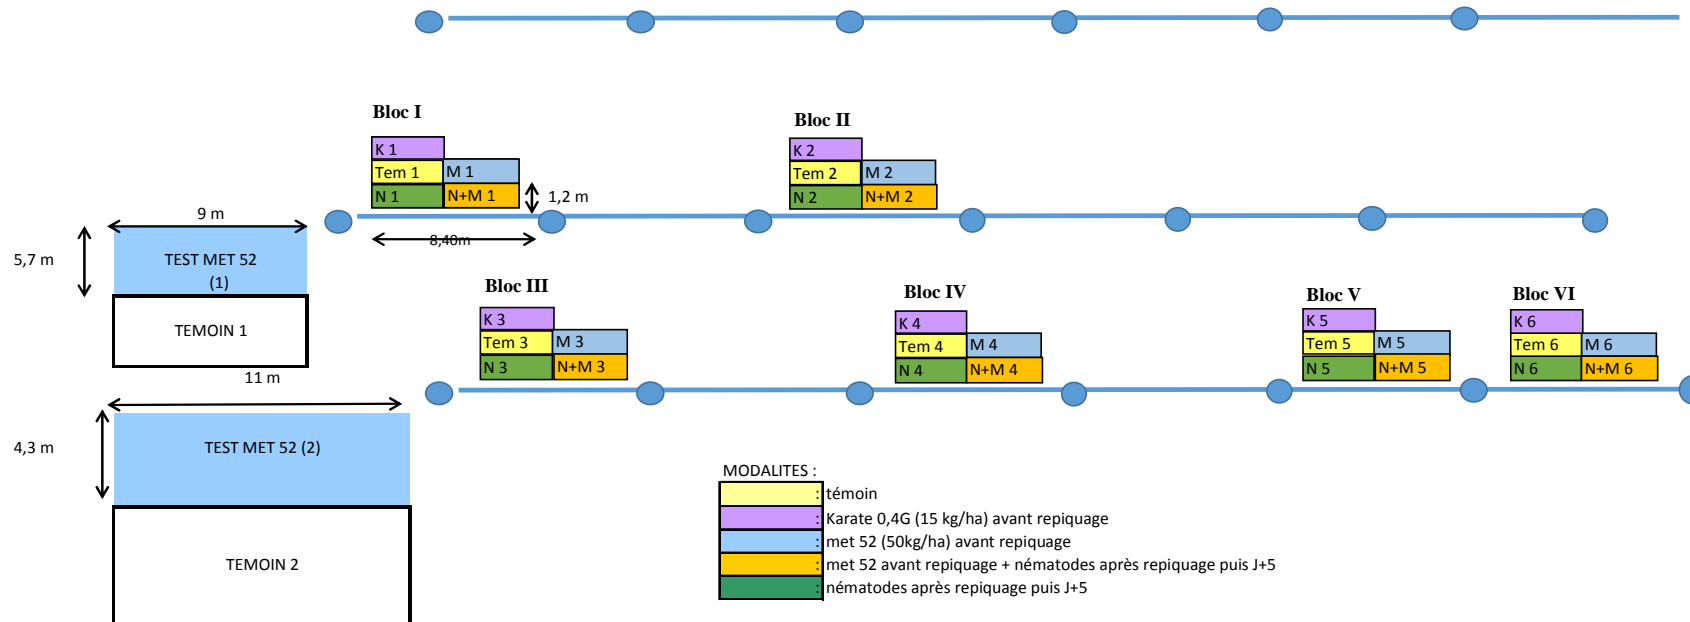 Bloc I
K 1
Tem 1 M 1
N 1 N+M 1
1,2 m
8,40m
Bloc II
K 2
Tem 2 M 2
N 2 N+M 2
9 m
5,7 m
TEST MET 52
(1)
TEMOIN 1
Bloc III
K 3
Tem 3 M 3
N 3 N+M 3
Bloc IV
K 4
Tem 4 M 4
N 4 N+M 4
Bloc V
K 5
Tem 5 M 5
N 5 N+M 5
Bloc VI
K 6
Tem 6 M 6
N 6 N+M 6
11 m
4,3 m
TEST MET 52 (2)
TEMOIN 2
MODALITES :
: témoin
: Karate 0,4G (15 kg/ha) avant repiquage
: met 52 (50kg/ha) avant repiquage
: met 52 avant repiquage + nématodes après repiquage puis J+5
: nématodes après repiquage puis J+5